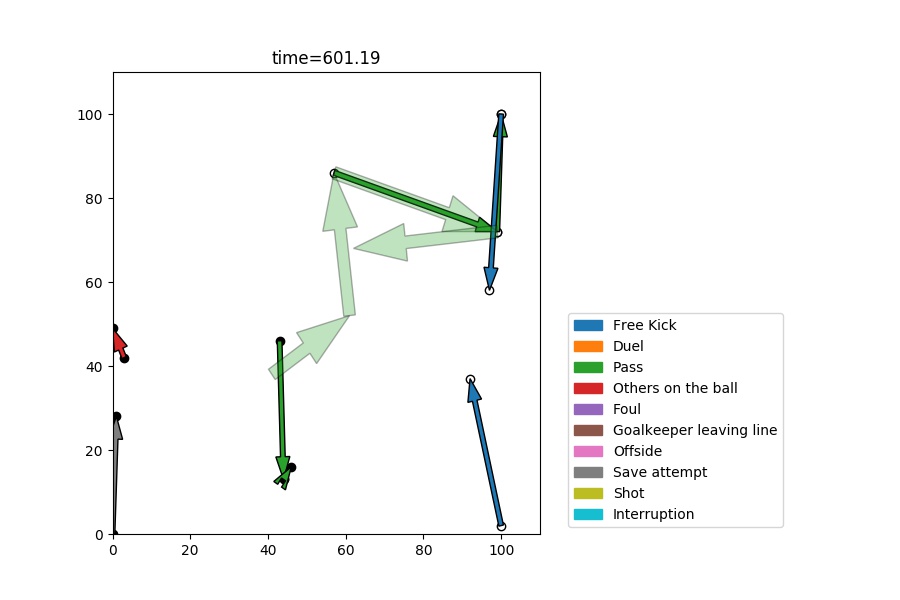 time=601.19
100
80
60
40
20
0
0
20
40
60
80
100
Free Kick
Duel
Pass
Others on the ball
Foul
Goalkeeper leaving line
Offside
Save attempt
Shot
Interruption